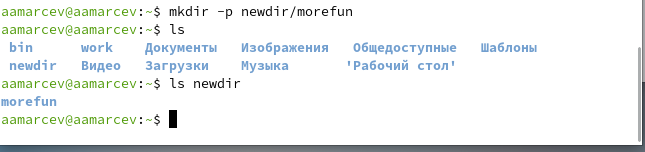 aamarcev@aamarcev:~$ mkdir -p newdir/morefun
aamarcev@aamarcev:~$ ls
bin work Документы Изображения Общедоступные Шаблоны
newdir Видео Загрузки Музыка 'Рабочий стол'
aamarcev@aamarcev:~$ ls newdir
morefun
aamarcev@aamarcev:~$